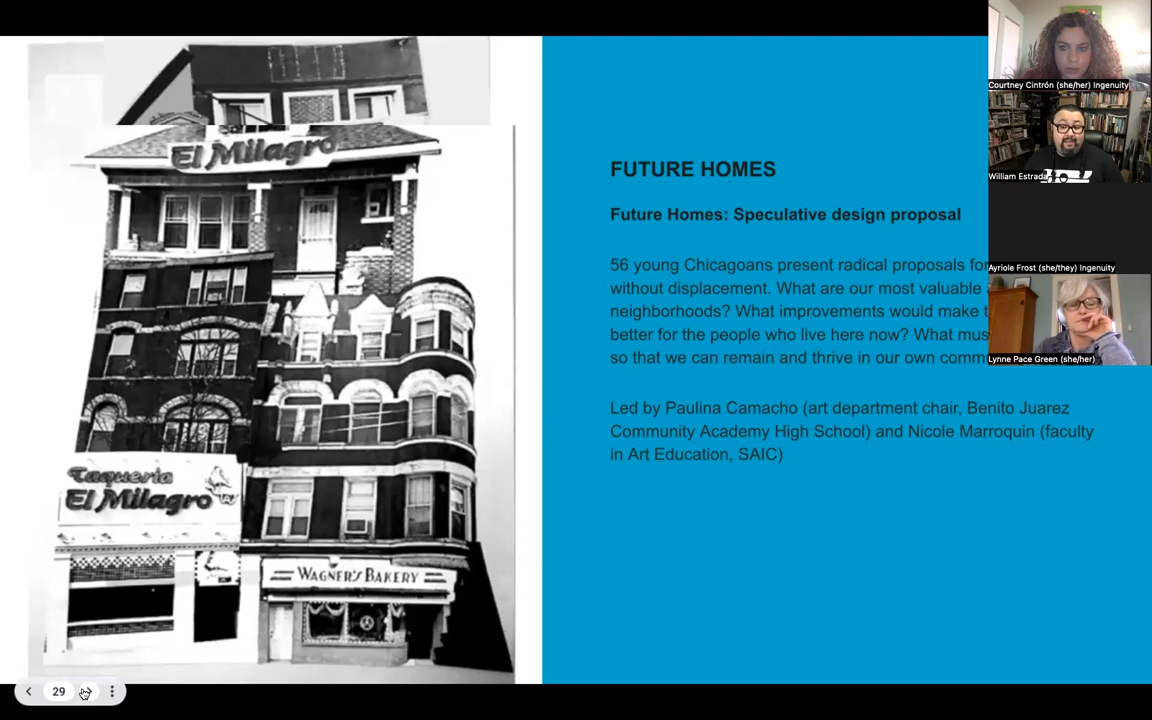 El Milagro
Taqueria
El Milagro
WAGNER'S BAKERY
FUTURE HOMES
Future Homes: Speculative design proposal
56 young Chicagoans present radical proposals for
without displacement. What are our most valuable
neighborhoods? What improvements would make t
better for the people who live here now? What mus
so that we can remain and thrive in our own comm
Led by Paulina Camacho (art department chair, Benito Juarez
Community Academy High School) and Nicole Marroquin (faculty
in Art Education, SAIC)
Courtney Cintrón (she/her) Ingenuity
William Estrada
Ayriole Frost (she/they) Ingenuity
Lynne Pace Green (she/her)
29